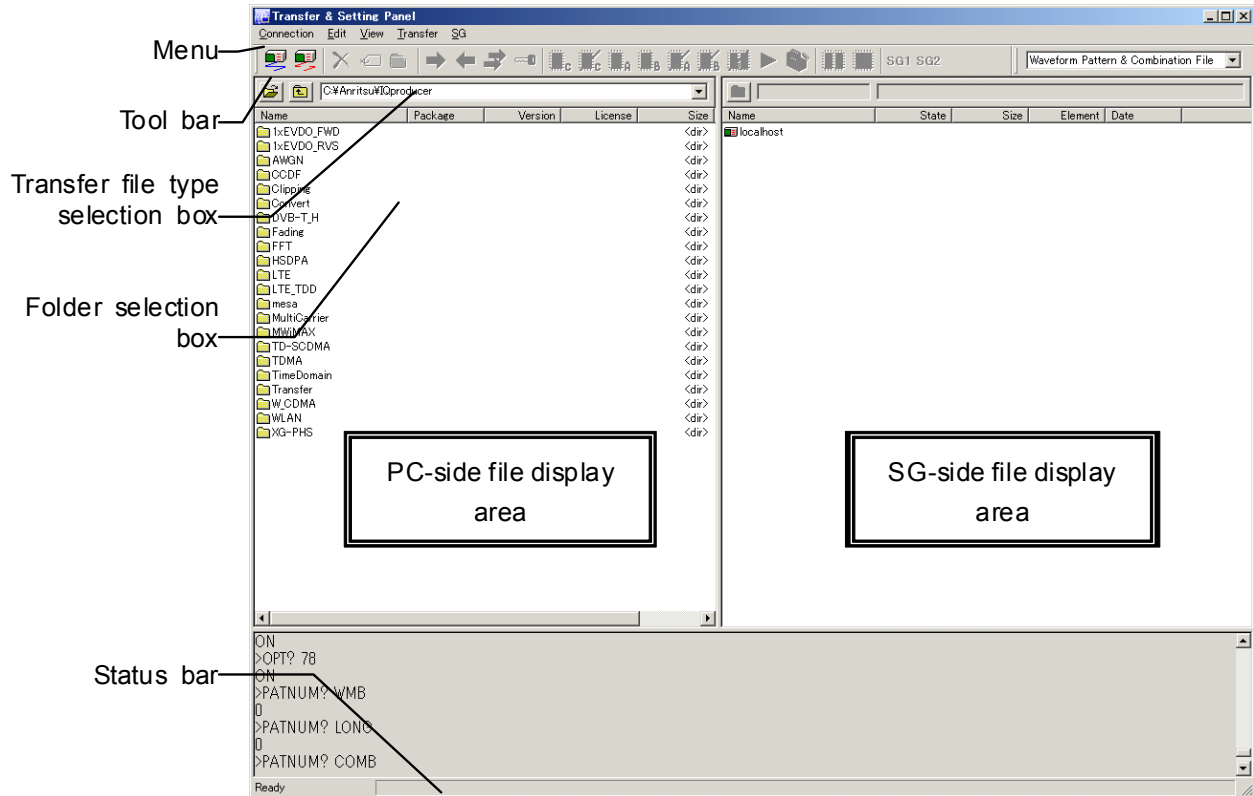 Transfer & Setting Panel
Connection Edit View Transfer SG
Menu
SG1 SG2
Waveform Pattern & Combination File
Tool bar
C:¥Anritsu¥IQproducer
Name Package Version License Size
Name State Size Element Date
1xEVDO_FWD <dir>
localhost
1xEVDO_RVS <dir>
AWGN <dir>
CCDF <dir>
Clipping <dir>
Convert <dir>
DVB-T_H <dir>
Fading <dir>
FFT <dir>
HSDPA <dir>
LTE <dir>
LTE_TDD <dir>
mesa <dir>
MultiCarrier <dir>
MWiMAX <dir>
TD-SCDMA <dir>
TDMA <dir>
TimeDomain <dir>
Transfer <dir>
W_CDMA <dir>
WLAN <dir>
XG-PHS <dir>
Transfer file type
selection box
Folder selection
box
PC-side file display
area
SG-side file display
area
ON
>OPT? 78
ON
>PATNUM? WMB
0
>PATNUM? LONG
0
>PATNUM? COMB
Status bar
Ready